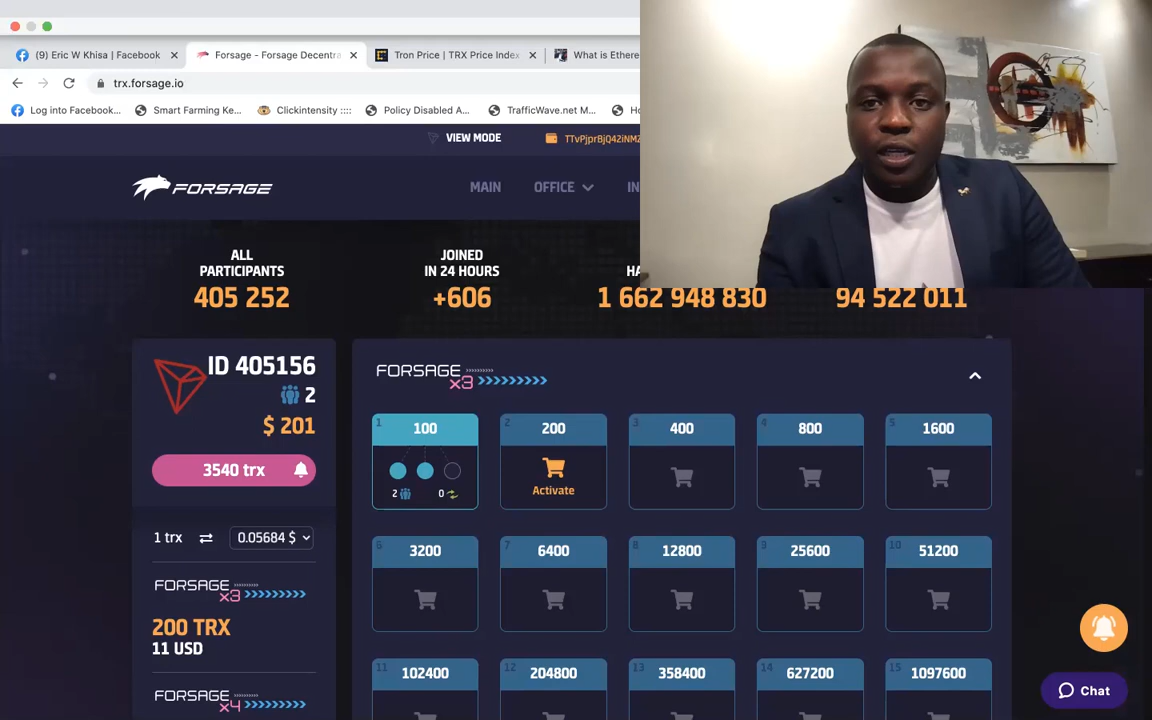 (9) Eric W Khisa | Facebook
Forsage - Forsage Decentra
Tron Price | TRX Price Index
What is Ethere
trx.forsage.io
Log into Facebook...
Smart Farming Ke...
Clickintensity ::::
Policy Disabled A...
TrafficWave.net M...
VIEW MODE
FORSAGE
MAIN
OFFICE
ALL
PARTICIPANTS
405 252
JOINED
IN 24 HOURS
+606
1 662 948 830
94 522 011
ID 405156
2
$ 201
3540 trx
1 trx
0.05684 $
FORSAGE
x3
200 TRX
11 USD
FORSAGE
x4
FORSAGE
x3
1 100
2 0
2 200
Activate
3 400
4 800
5 1600
6 3200
7 6400
8 12800
9 25600
10 51200
11 102400
12 204800
13 358400
14 627200
15 1097600
Chat